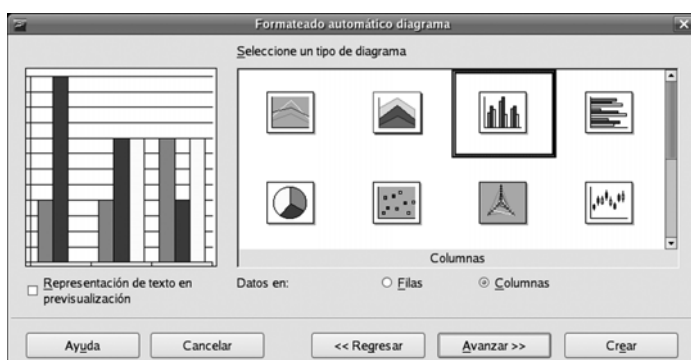 Formateado automático diagrama
Seleccione un tipo de diagrama
Columnas
Representación de texto en
previsualización
Datos en:
Filas
Columnas
Ayuda
Cancelar
<< Regresar
Avanzar >>
Crear